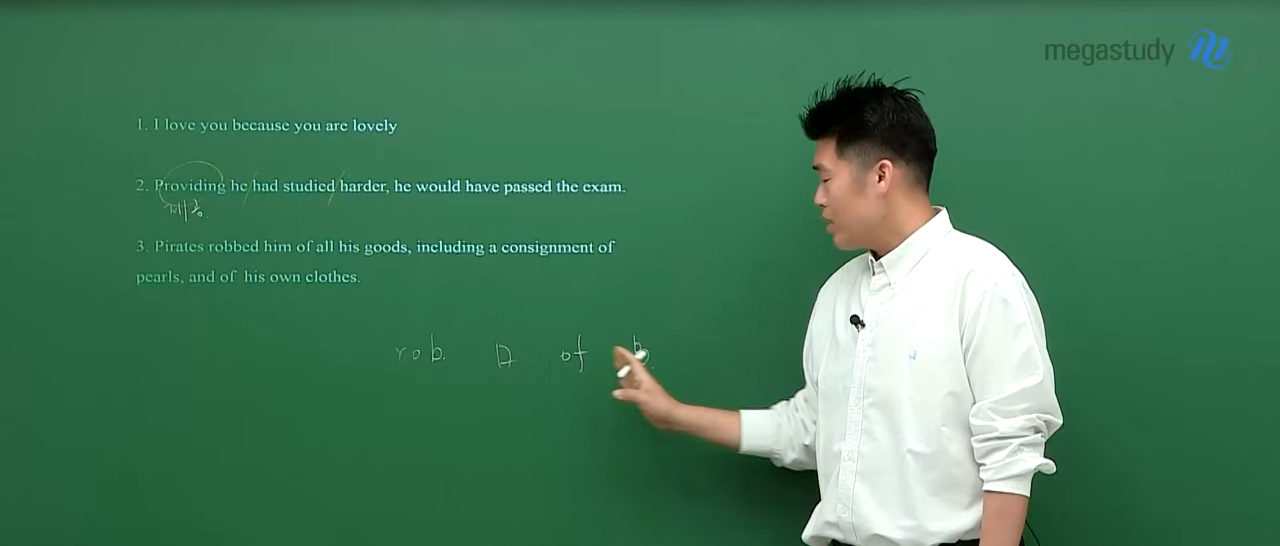 megastudy
1. I love you because you are lovely
2. Providing he had studied harder, he would have passed the exam.
제공
3. Pirates robbed him of all his goods, including a consignment of
pearls, and of his own clothes.
rob A of B